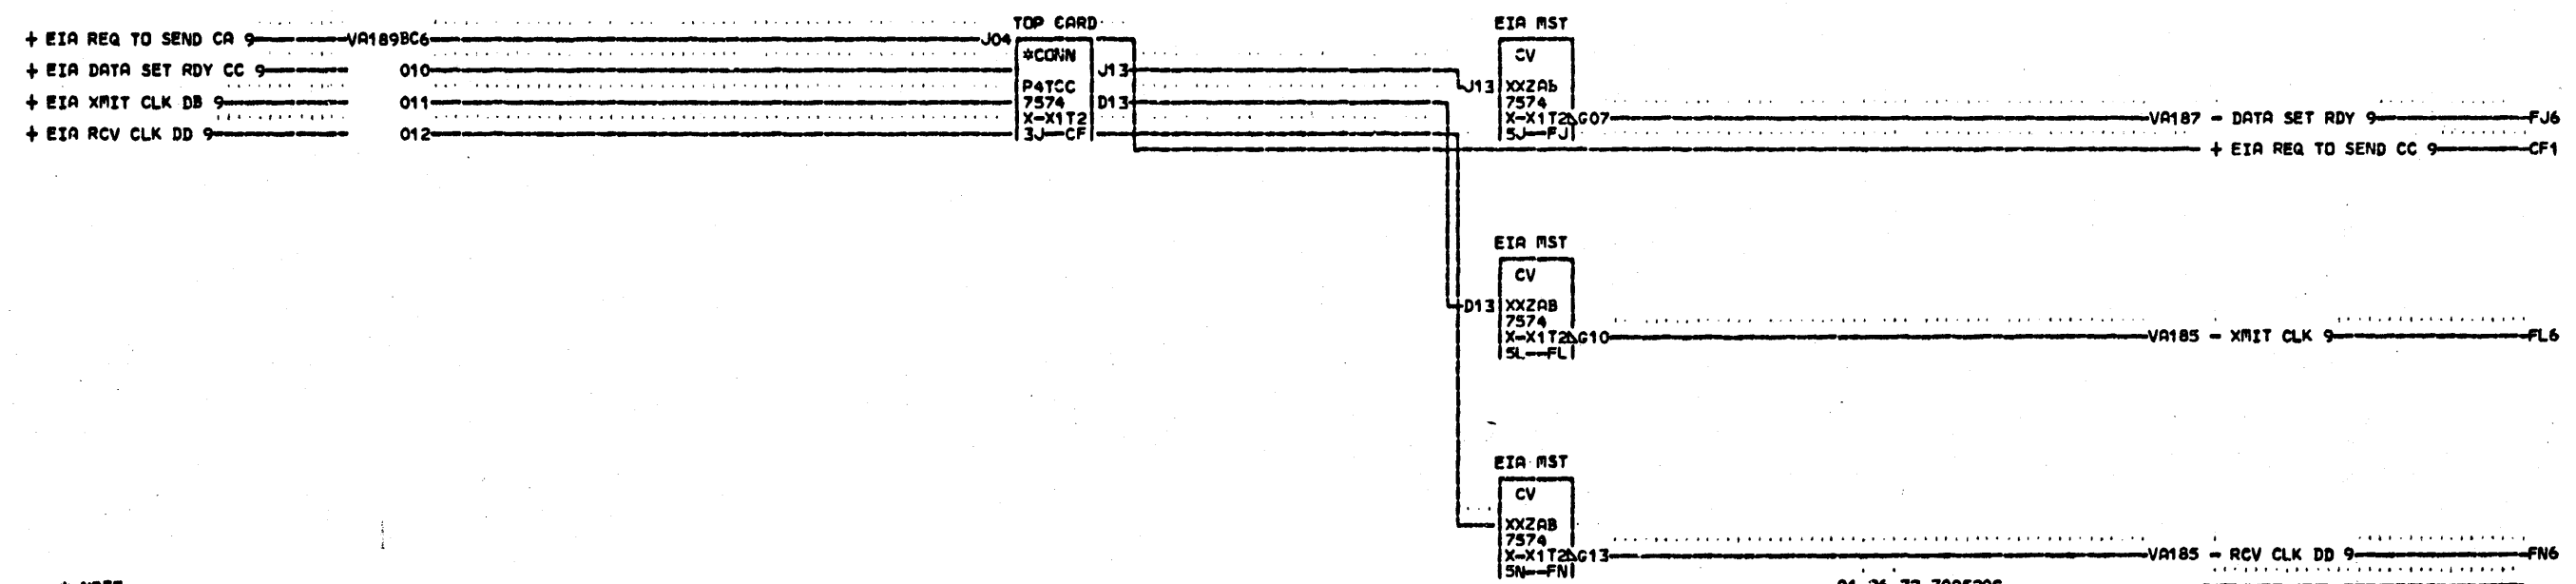 TOP CARD EIA MST
+ EIA REQ TO SEND CA 9 VA189BC6 J04
*CONN CV
+ EIA DATA SET RDY CC 9 010 J13
P4TCC J13 XXZAB
+ EIA XMIT CLK DB 9 011 7574 D13 7574
X-X1T2 X-X1T2 G07 VA187 - DATA SET RDY 9 FJ6
+ EIA RCV CLK DD 9 012 3J--CF 5J--FJ
+ EIA REQ TO SEND CC 9 CF1
EIA MST
CV
D13 XXZAB
7574
X-X1T2 G10 VA185 - XMIT CLK 9 FL6
5L--FL
EIA MST
CV
XXZAB
7574
X-X1T2 G13 VA185 - RCV CLK DD 9 FN6
5N--FN